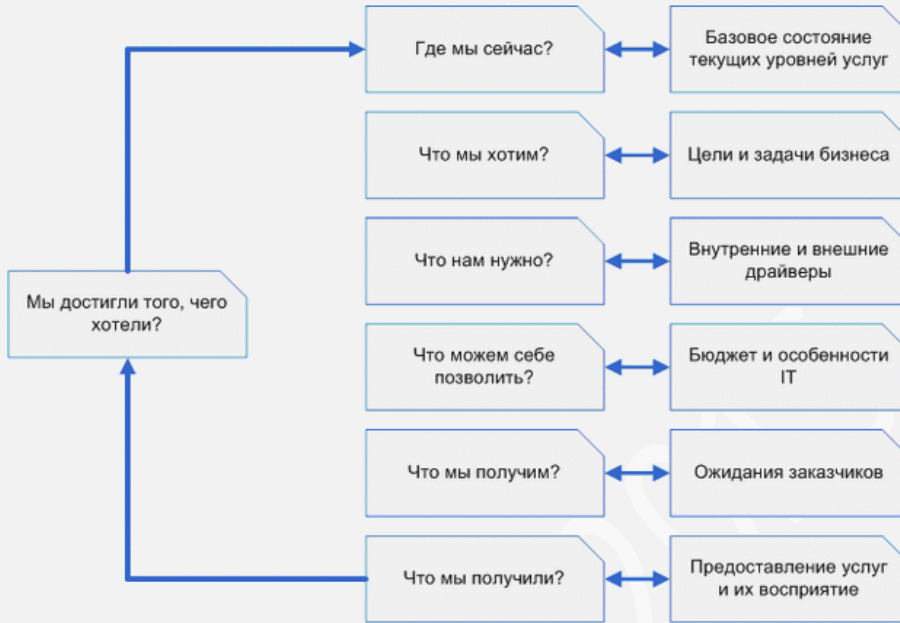 Где мы сейчас?
Базовое состояние
текущих уровней услуг
Что мы хотим?
Цели и задачи бизнеса
Что нам нужно?
Внутренние и внешние
драйверы
Мы достигли того, чего
хотели?
Что можем себе
позволить?
Бюджет и особенности
IT
Что мы получим?
Ожидания заказчиков
Что мы получили?
Предоставление услуг
и их восприятие